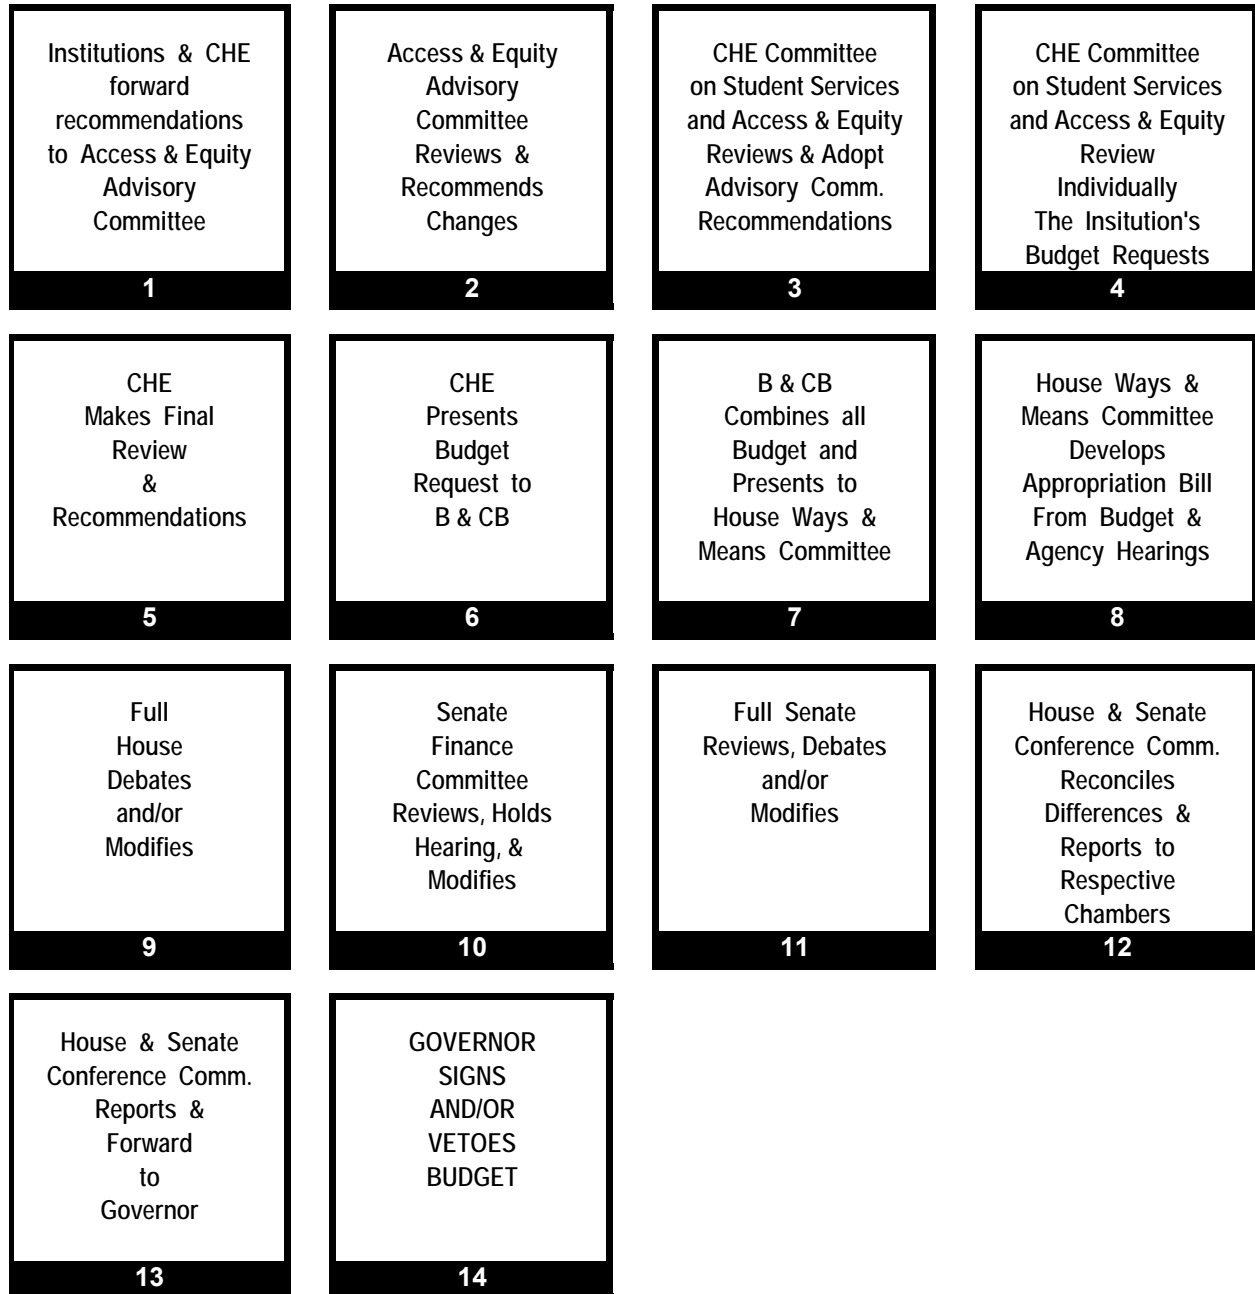 Institutions & CHE
forward
recommendations
to Access & Equity
Advisory
Committee
1
Access & Equity
Advisory
Committee
Reviews &
Recommends
Changes
2
CHE Committee
on Student Services
and Access & Equity
Reviews & Adopt
Advisory Comm.
Recommendations
3
CHE Committee
on Student Services
and Access & Equity
Review
Individually
The Insitution's
Budget Requests
4
CHE
Makes Final
Review
&
Recommendations
5
CHE
Presents
Budget
Request to
B & CB
6
B & CB
Combines all
Budget and
Presents to
House Ways &
Means Committee
7
House Ways &
Means Committee
Develops
Appropriation Bill
From Budget &
Agency Hearings
8
Full
House
Debates
and/or
Modifies
9
Senate
Finance
Committee
Reviews, Holds
Hearing, &
Modifies
10
Full Senate
Reviews, Debates
and/or
Modifies
11
House & Senate
Conference Comm.
Reconciles
Differences &
Reports to
Respective
Chambers
12
House & Senate
Conference Comm.
Reports &
Forward
to
Governor
13
GOVERNOR
SIGNS
AND/OR
VETOES
BUDGET
14